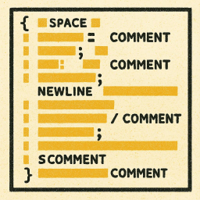 { SPACE
= COMMENT
;
: COMMENT
;
NEWLINE
/ COMMENT
;
SCOMMENT
} COMMENT